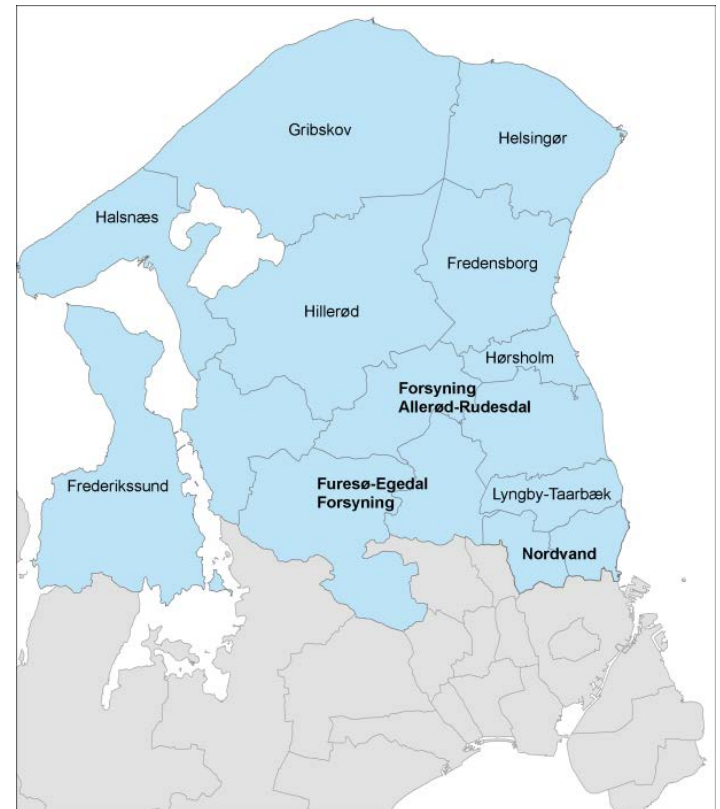 Gribskov
Helsingør
Halsnæs
Fredensborg
Hillerød
Hørsholm
Forsyning
Allerød-Rudesdal
Frederikssund
Furesø-Egedal
Forsyning
Lyngby-Taarbæk
Nordvand